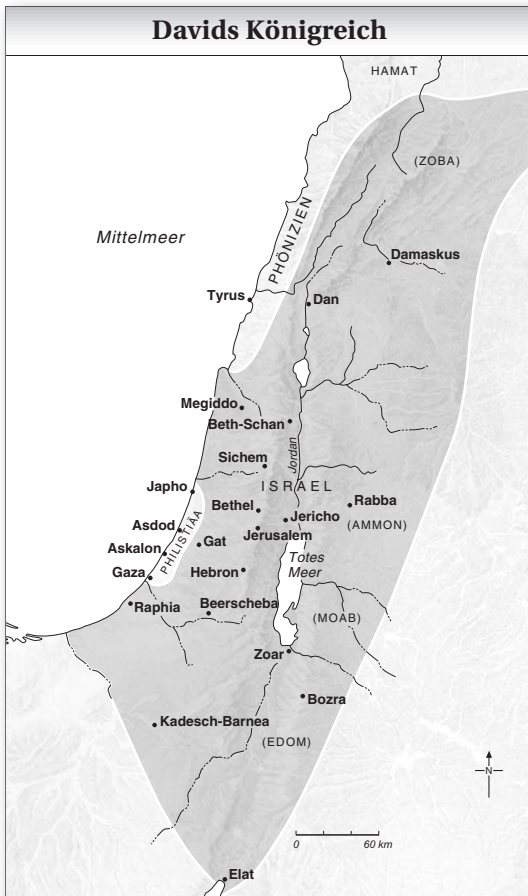 Davids Königreich
HAMAT
(ZOBA)
PHÖNIZIEN
Mittelmeer
Damaskus
Tyrus
Dan
Megiddo
Beth-Schan
Jordan
Sichem
ISRAEL
Japho
Bethel
Rabba
Jericho
(AMMON)
Asdod
PHILISTIÄA
Gat
Jerusalem
Askalon
Totes
Meer
Gaza
Hebron
Raphia
Beerscheba
(MOAB)
Zoar
Bozra
Kadesch-Barnea
(EDOM)
N
0 60 km
Elat